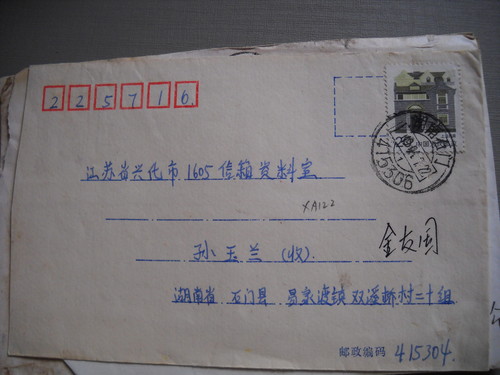 225716
江苏省兴化市1605信箱资料室
XA122
孙玉兰(收)
金友国
湖南省 石门县 易家渡镇 双溪桥村二十组
邮政编码 415304